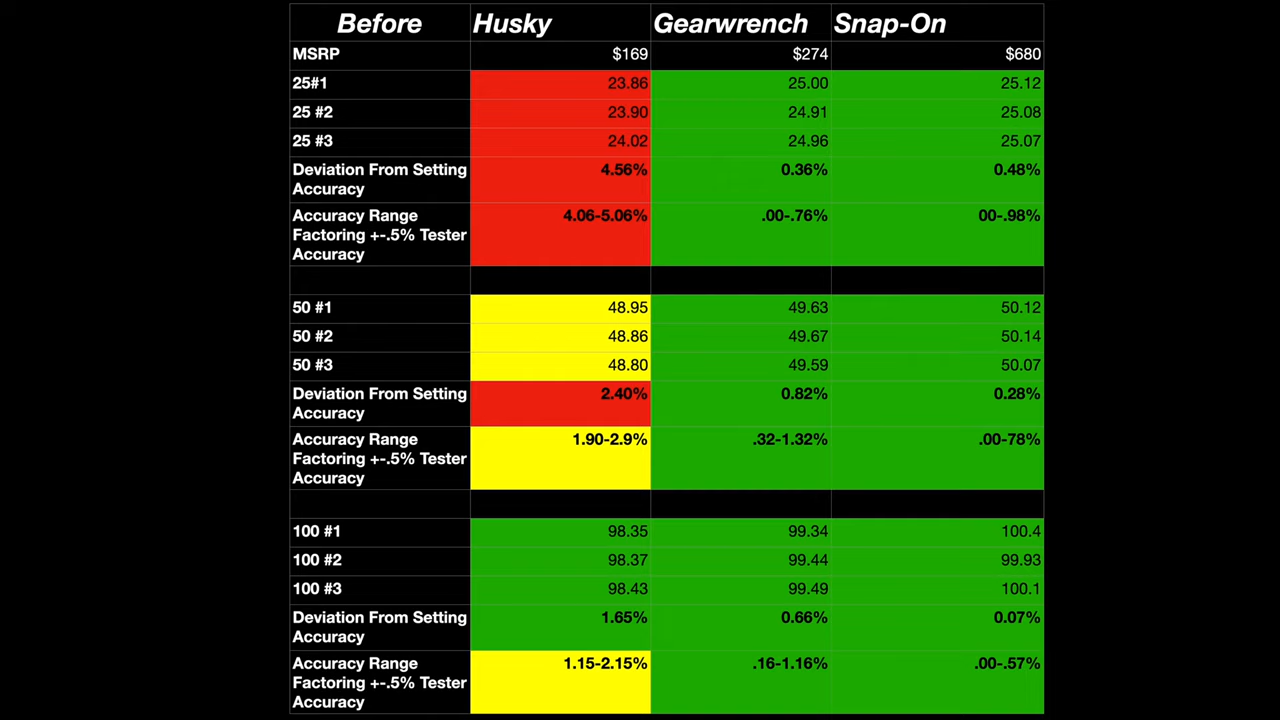 Before Husky Gearwrench Snap-On
MSRP $169 $274 $680
25#1 23.86 25.00 25.12
25 #2 23.90 24.91 25.08
25 #3 24.02 24.96 25.07
Deviation From Setting 4.56% 0.36% 0.48%
Accuracy
Accuracy Range 4.06-5.06% .00-.76% 00-.98%
Factoring +-.5% Tester
Accuracy
50 #1 48.95 49.63 50.12
50 #2 48.86 49.67 50.14
50 #3 48.80 49.59 50.07
Deviation From Setting 2.40% 0.82% 0.28%
Accuracy
Accuracy Range 1.90-2.9% .32-1.32% .00-78%
Factoring +-.5% Tester
Accuracy
100 #1 98.35 99.34 100.4
100 #2 98.37 99.44 99.93
100 #3 98.43 99.49 100.1
Deviation From Setting 1.65% 0.66% 0.07%
Accuracy
Accuracy Range 1.15-2.15% .16-1.16% .00-.57%
Factoring +-.5% Tester
Accuracy